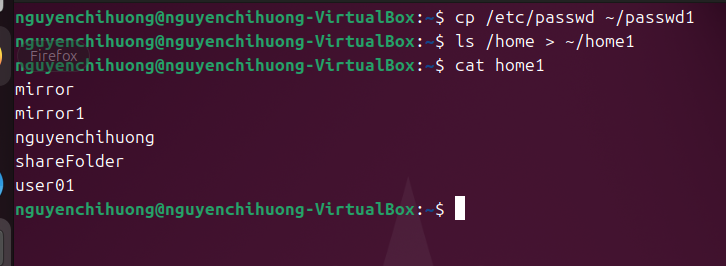 nguyenchihuong@nguyenchihuong-VirtualBox:~$ cp /etc/passwd ~/passwd1
nguyenchihuong@nguyenchihuong-VirtualBox:~$ ls /home > ~/home1
Firefox
nguyenchihuong@nguyenchihuong-VirtualBox:~$ cat home1
mirror
mirror1
nguyenchihuong
shareFolder
user01
nguyenchihuong@nguyenchihuong-VirtualBox:~$